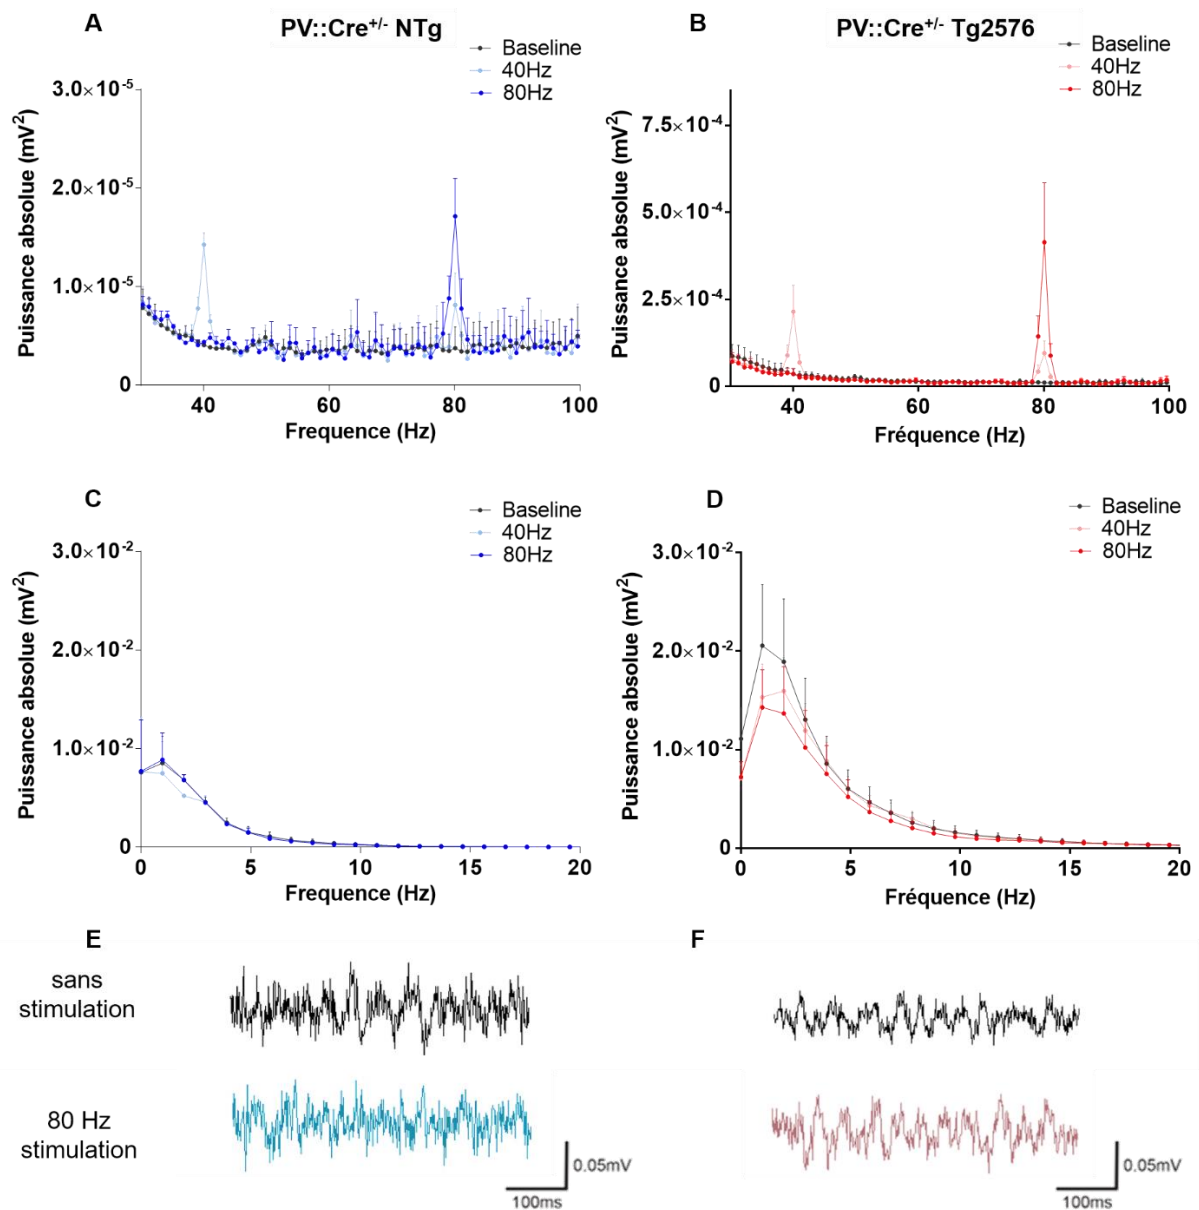 A
PV::Cre+/- NTg
Baseline
40Hz
80Hz
3.0×10-5
2.0×10-5
1.0×10-5
0
Puissance absolue (mV2)
40
60
80
100
Frequence (Hz)
B
PV::Cre+/- Tg2576
Baseline
40Hz
80Hz
7.5×10-4
5.0×10-4
2.5×10-4
0
Puissance absolue (mV2)
40
60
80
100
Fréquence (Hz)
C
Baseline
40Hz
80Hz
3.0×10-2
2.0×10-2
1.0×10-2
0
Puissance absolue (mV2)
0
5
10
15
20
Frequence (Hz)
D
Baseline
40Hz
80Hz
3.0×10-2
2.0×10-2
1.0×10-2
0
Puissance absolue (mV2)
0
5
10
15
20
Fréquence (Hz)
E
sans
stimulation
80 Hz
stimulation
0.05mV
100ms
F
0.05mV
100ms